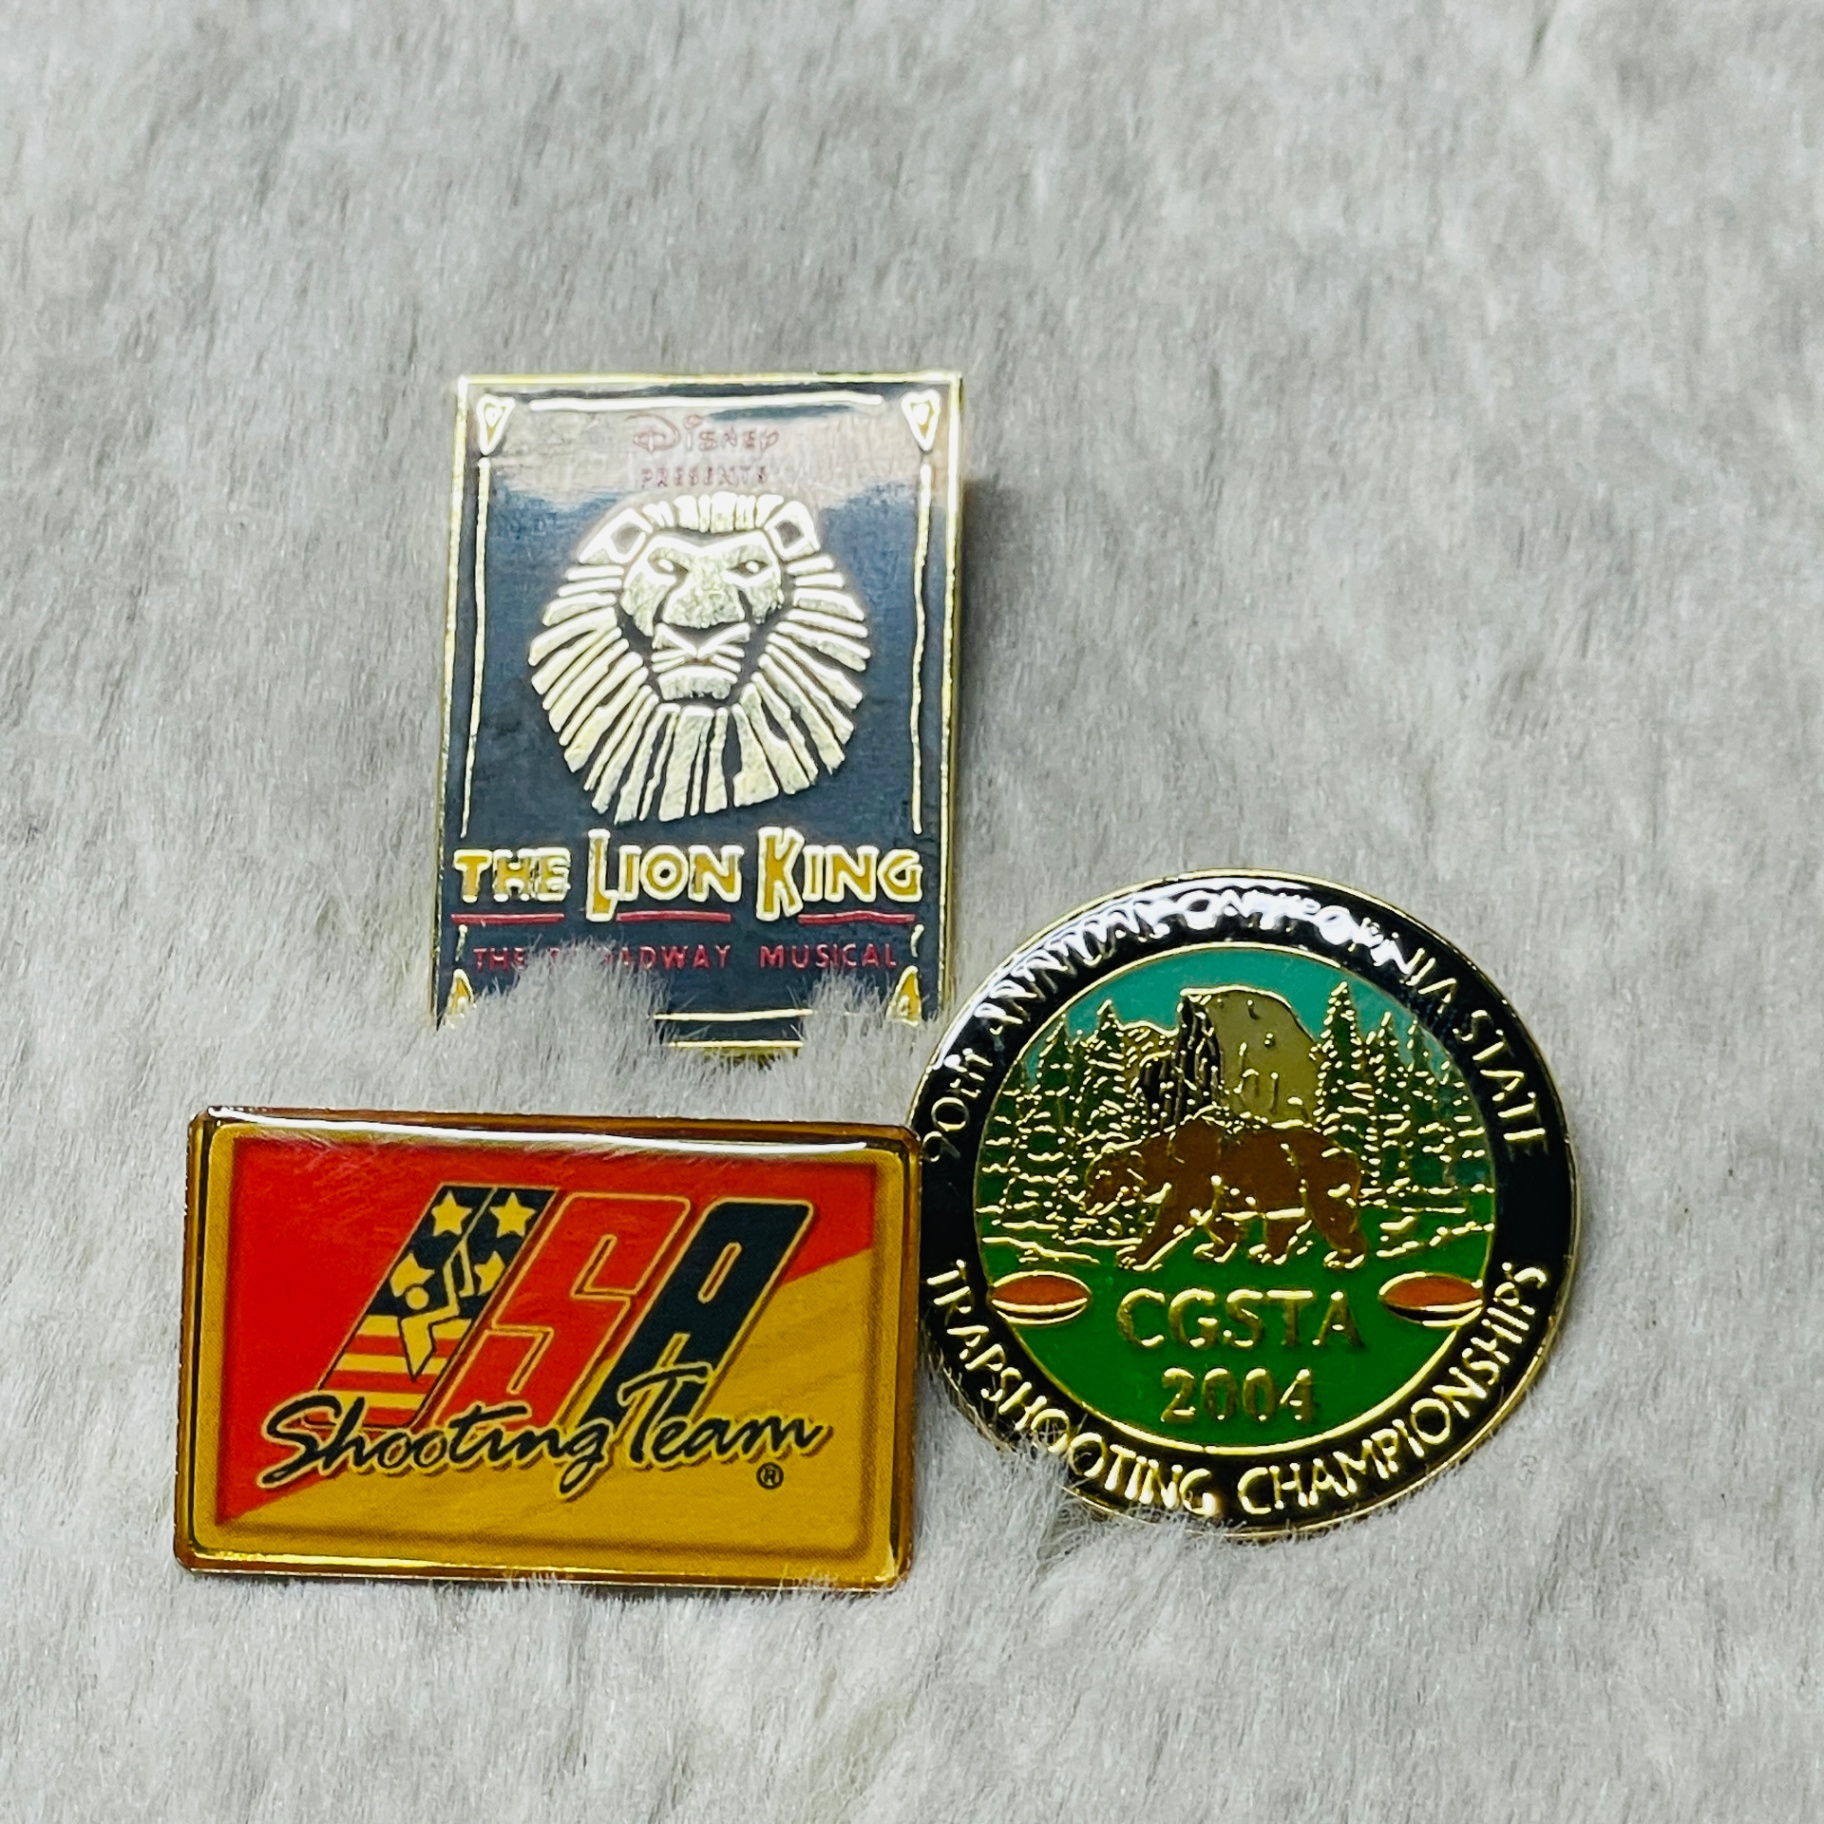 Disney
PRESENTS
THE LION KING
THE BROADWAY MUSICAL
USA
Shooting Team
®
90th ANNUAL CALIFORNIA STATE
TRAPSHOOTING CHAMPIONSHIPS
CGSTA
2004